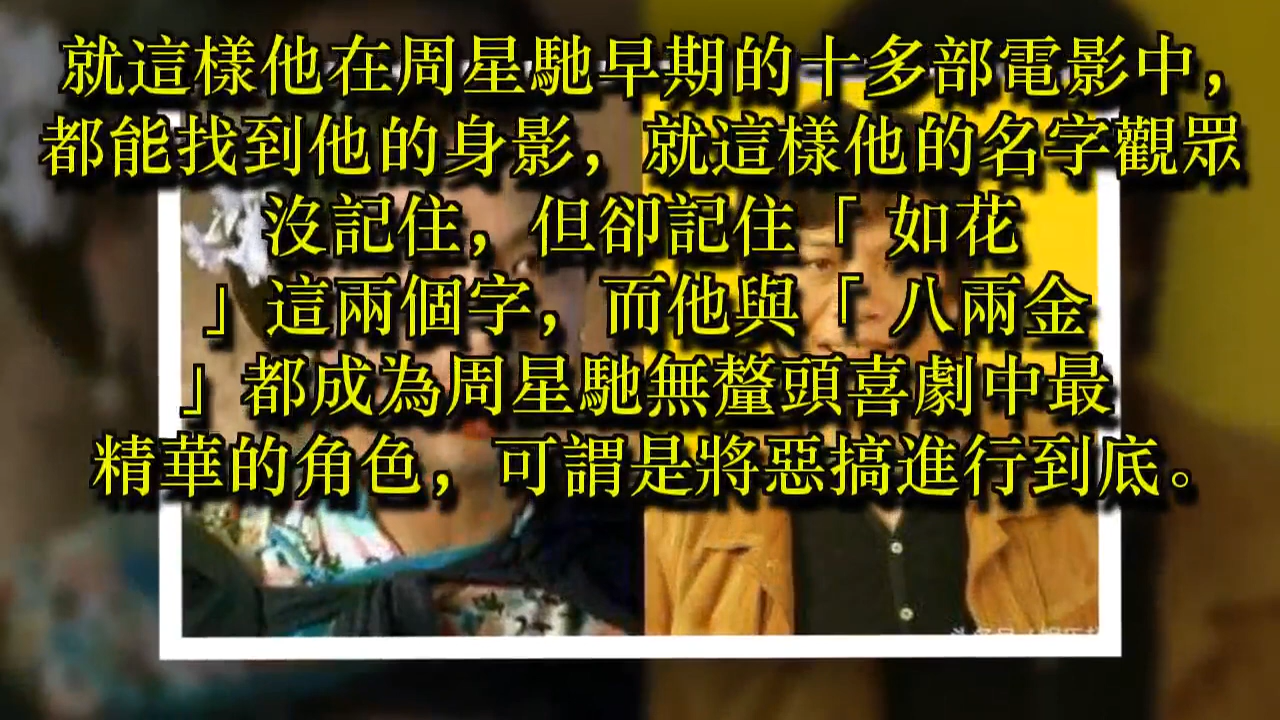 就這樣他在周星馳早期的十多部電影中，
都能找到他的身影，就這樣他的名字觀眾
沒記住，但卻記住「 如花
」這兩個字，而他與「 八兩金
」都成為周星馳無釐頭喜劇中最
精華的角色，可謂是將惡搞進行到底。